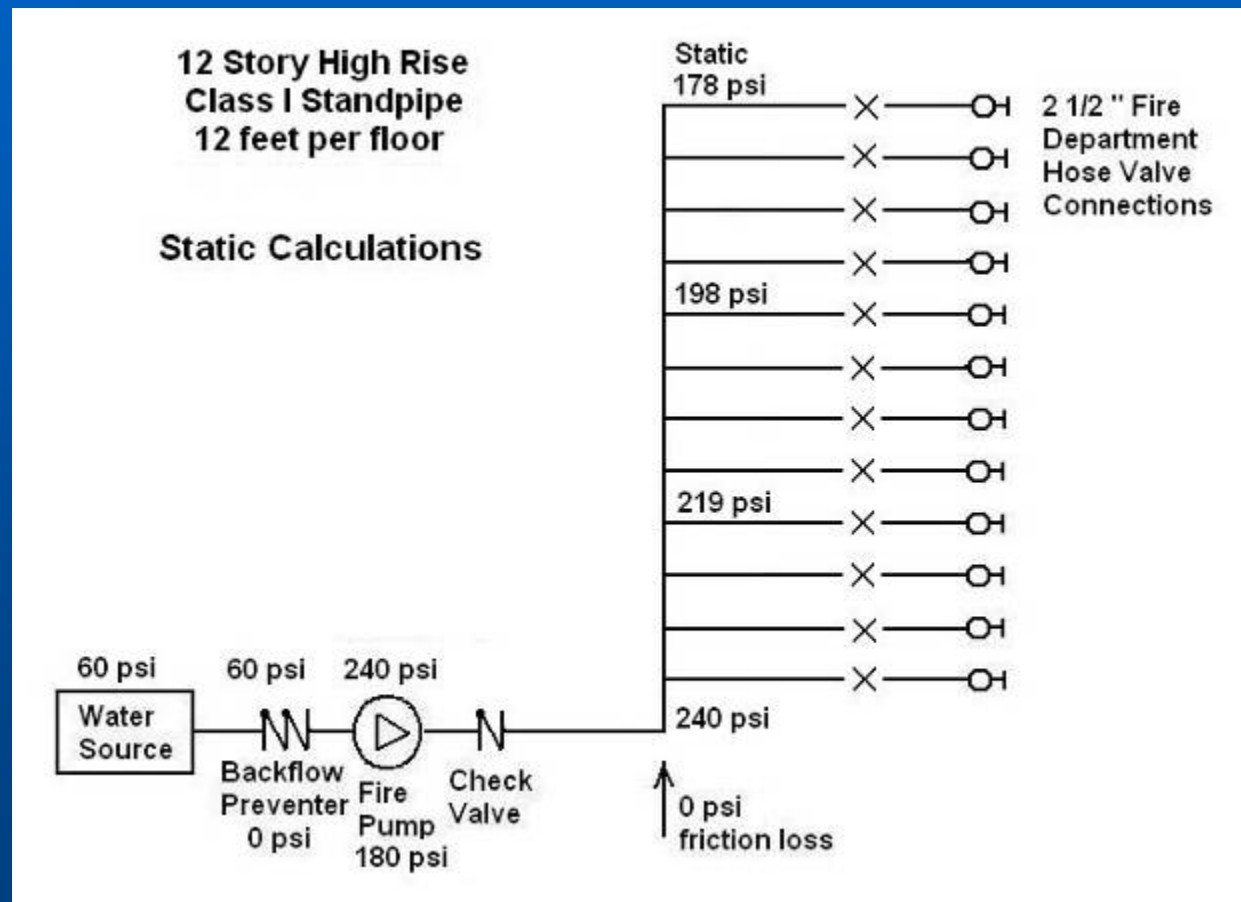 12 Story High Rise
Class I Standpipe
12 feet per floor
Static Calculations
Static
178 psi
2 1/2 " Fire
Department
Hose Valve
Connections
198 psi
219 psi
240 psi
0 psi
friction loss
60 psi
Water
Source
60 psi
Backflow
Preventer
0 psi
240 psi
Fire
Pump
180 psi
Check
Valve